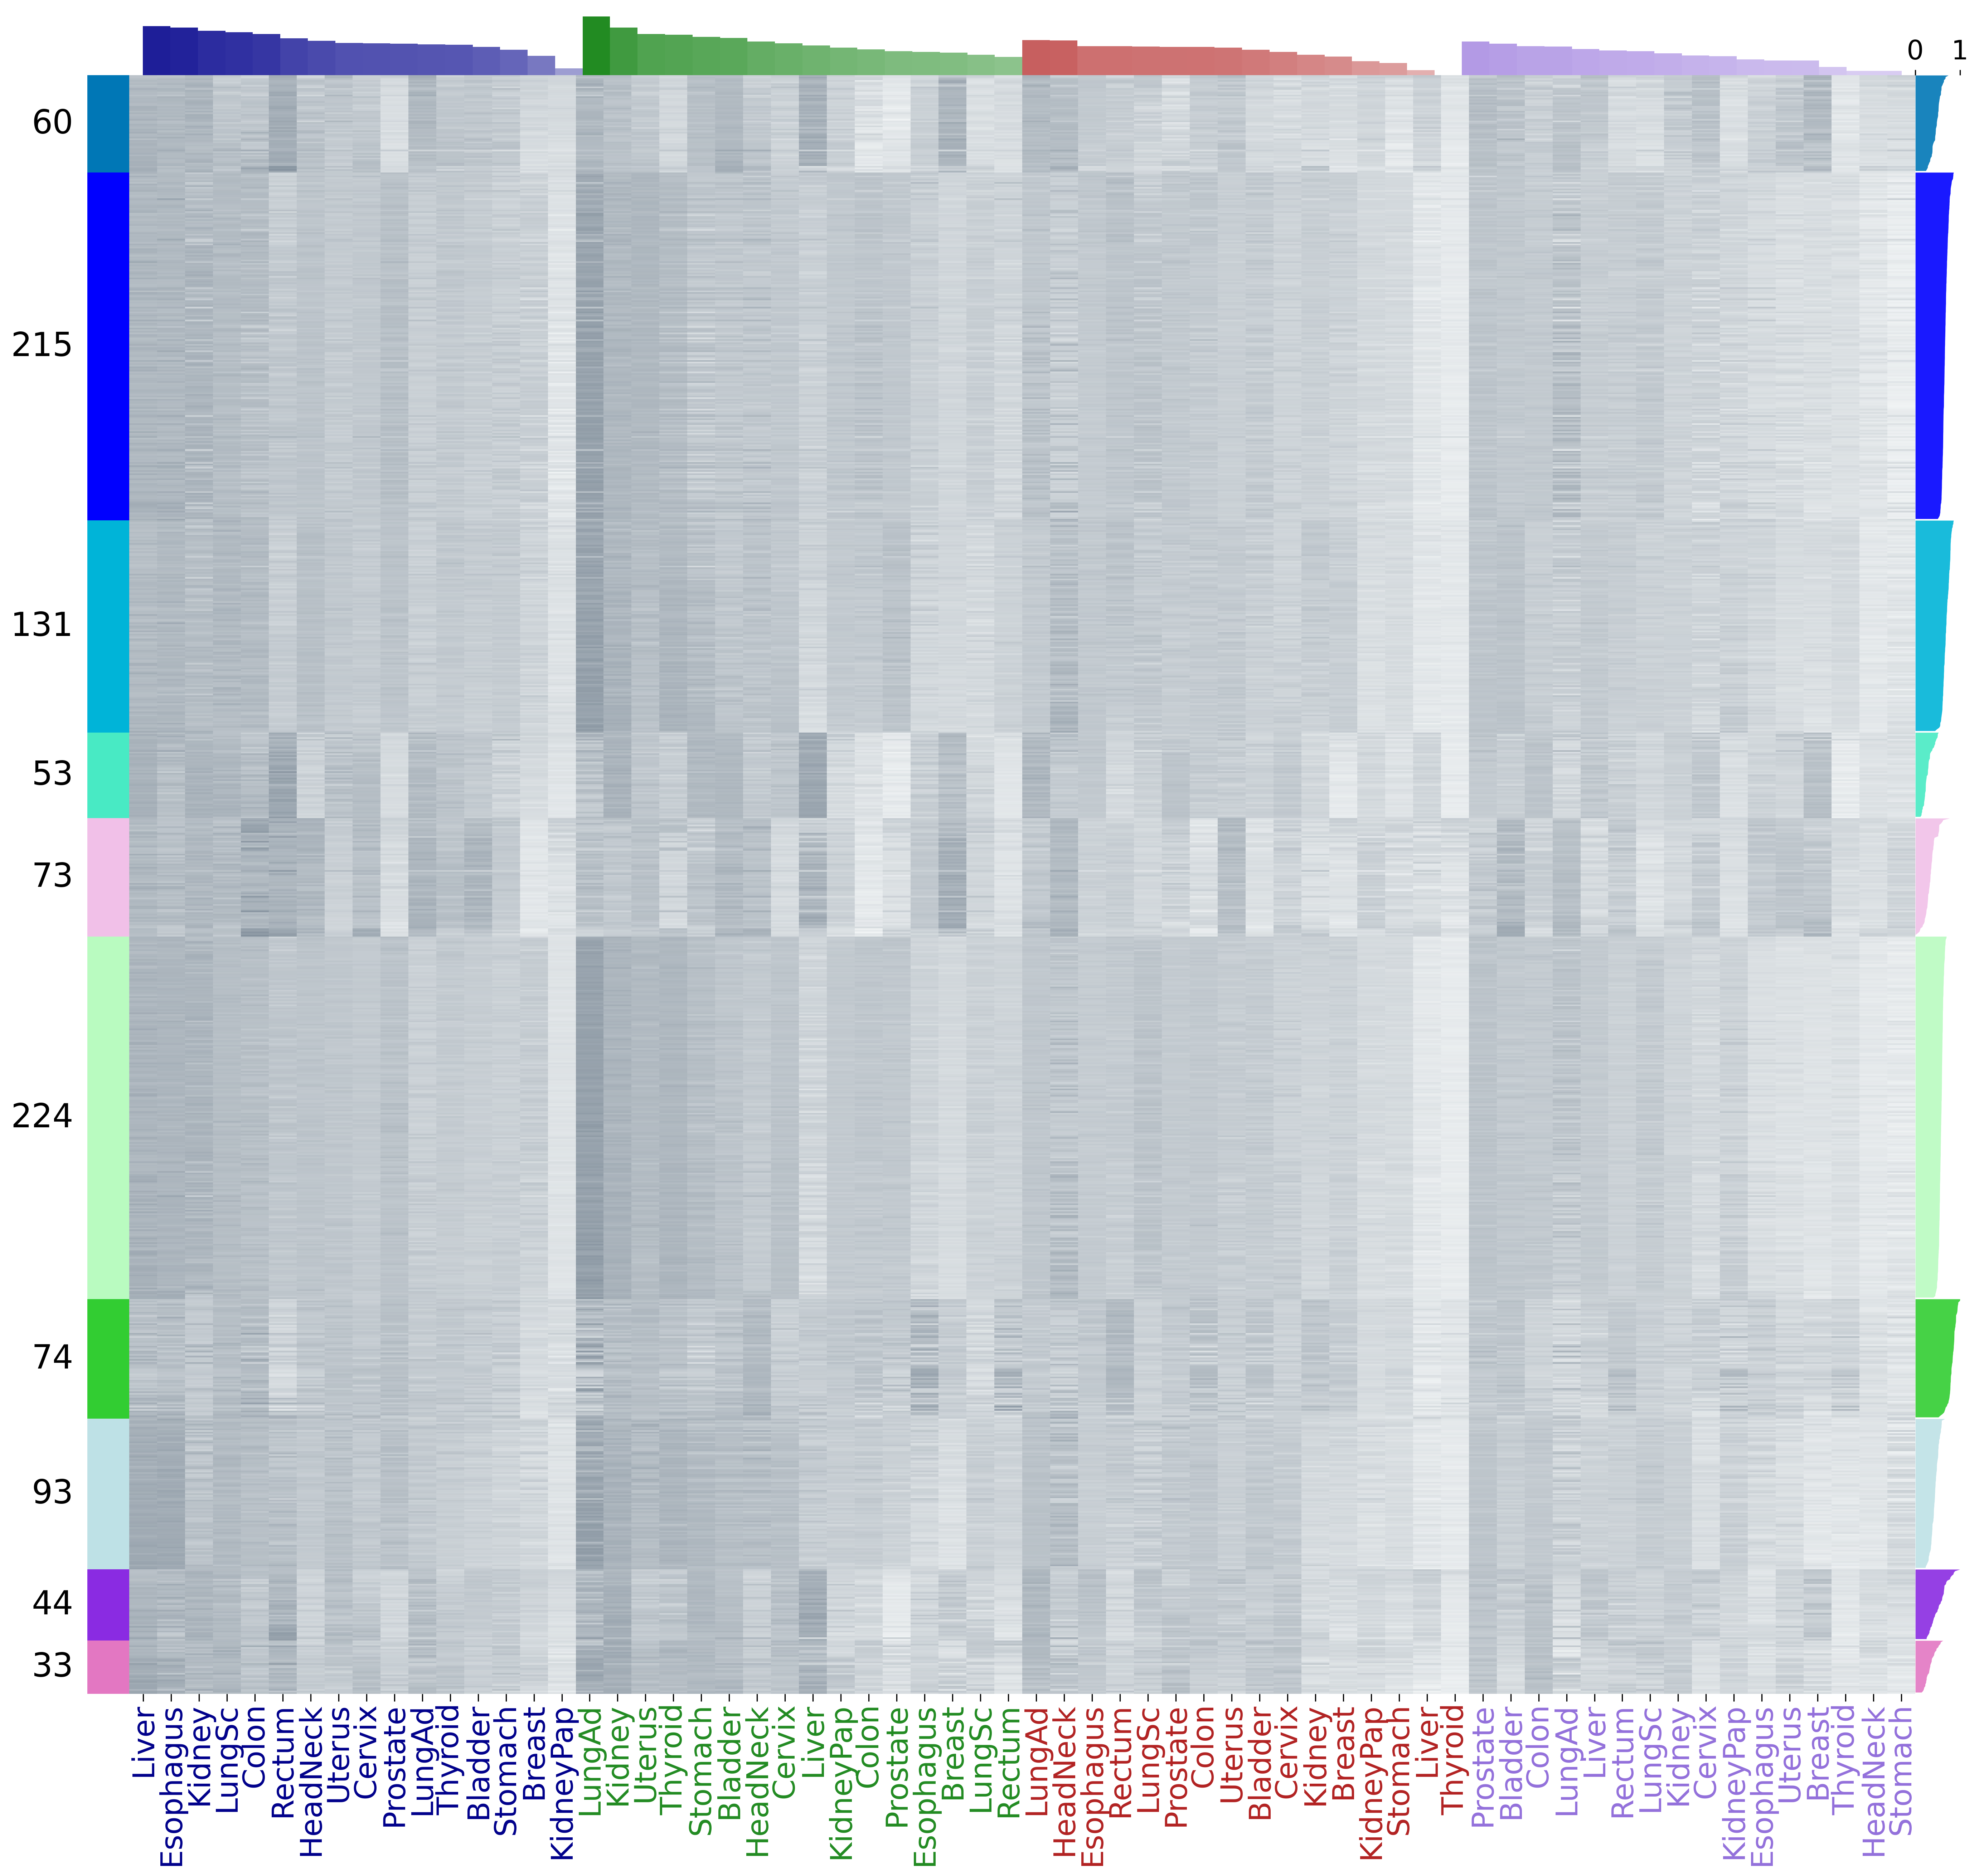 0 1
60
215
131
53
73
224
74
93
44
33
Liver
Esophagus
Kidney
LungSc
Colon
Rectum
HeadNeck
Uterus
Cervix
Prostate
LungAd
Thyroid
Bladder
Stomach
Breast
KidneyPap
LungAd
Kidney
Uterus
Thyroid
Stomach
Bladder
HeadNeck
Cervix
Liver
KidneyPap
Colon
Prostate
Esophagus
Breast
LungSc
Rectum
LungAd
HeadNeck
Esophagus
Rectum
LungSc
Prostate
Colon
Uterus
Bladder
Cervix
Kidney
Breast
KidneyPap
Stomach
Liver
Thyroid
Prostate
Bladder
Colon
LungAd
Liver
Rectum
LungSc
Kidney
Cervix
KidneyPap
Esophagus
Uterus
Breast
Thyroid
HeadNeck
Stomach